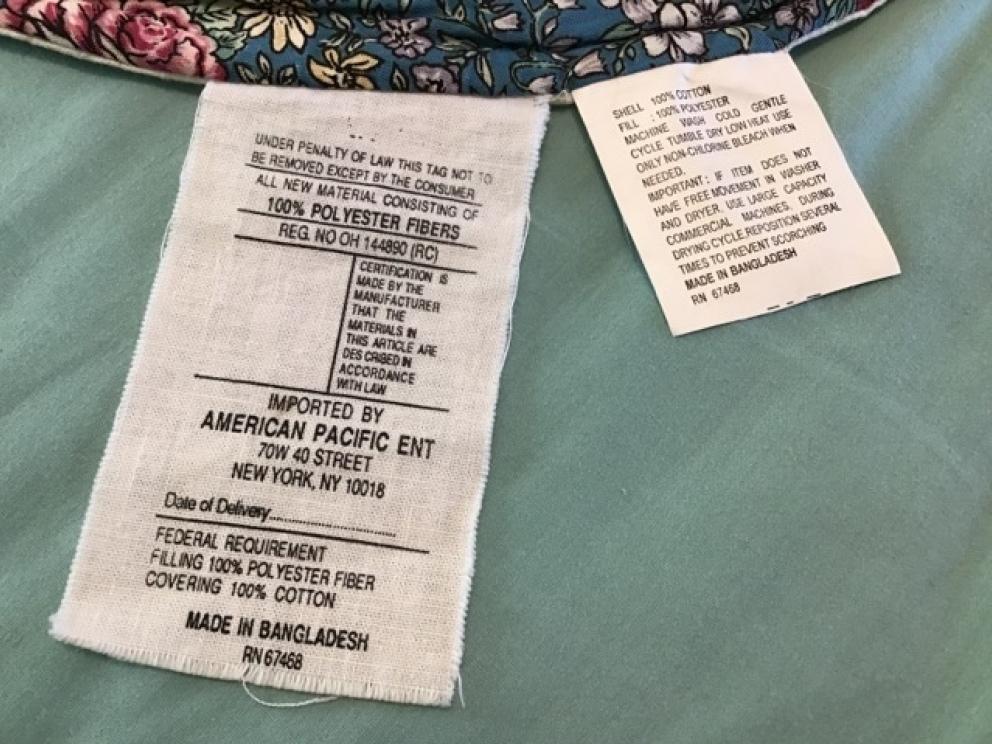 UNDER PENALTY OF LAW THIS TAG NOT TO
BE REMOVED EXCEPT BY THE CONSUMER
ALL NEW MATERIAL CONSISTING OF
100% POLYESTER FIBERS
REG. NO OH 144890 (RC)
CERTIFICATION IS
MADE BY THE
MANUFACTURER
THAT THE
MATERIALS IN
THIS ARTICLE ARE
DES CRIBED IN
ACCORDANCE
WITH LAW
IMPORTED BY
AMERICAN PACIFIC ENT
70W 40 STREET
NEW YORK, NY 10018
Date of Delivery..............................
FEDERAL REQUIREMENT
FILLING 100% POLYESTER FIBER
COVERING 100% COTTON
MADE IN BANGLADESH
RN 67468
SHELL 100% COTTON
FILL : 100% POLYESTER
MACHINE WASH COLD GENTLE
CYCLE TUMBLE DRY LOW HEAT USE
ONLY NON-CHLORINE BLEACH WHEN
NEEDED.
IMPORTANT : IF ITEM DOES NOT
HAVE FREE MOVEMENT IN WASHER
AND DRYER. USE LARGE CAPACITY
COMMERCIAL MACHINES. DURING
DRYING CYCLE, REPOSITION SEVERAL
TIMES TO PREVENT SCORCHING
MADE IN BANGLADESH
RN 67468